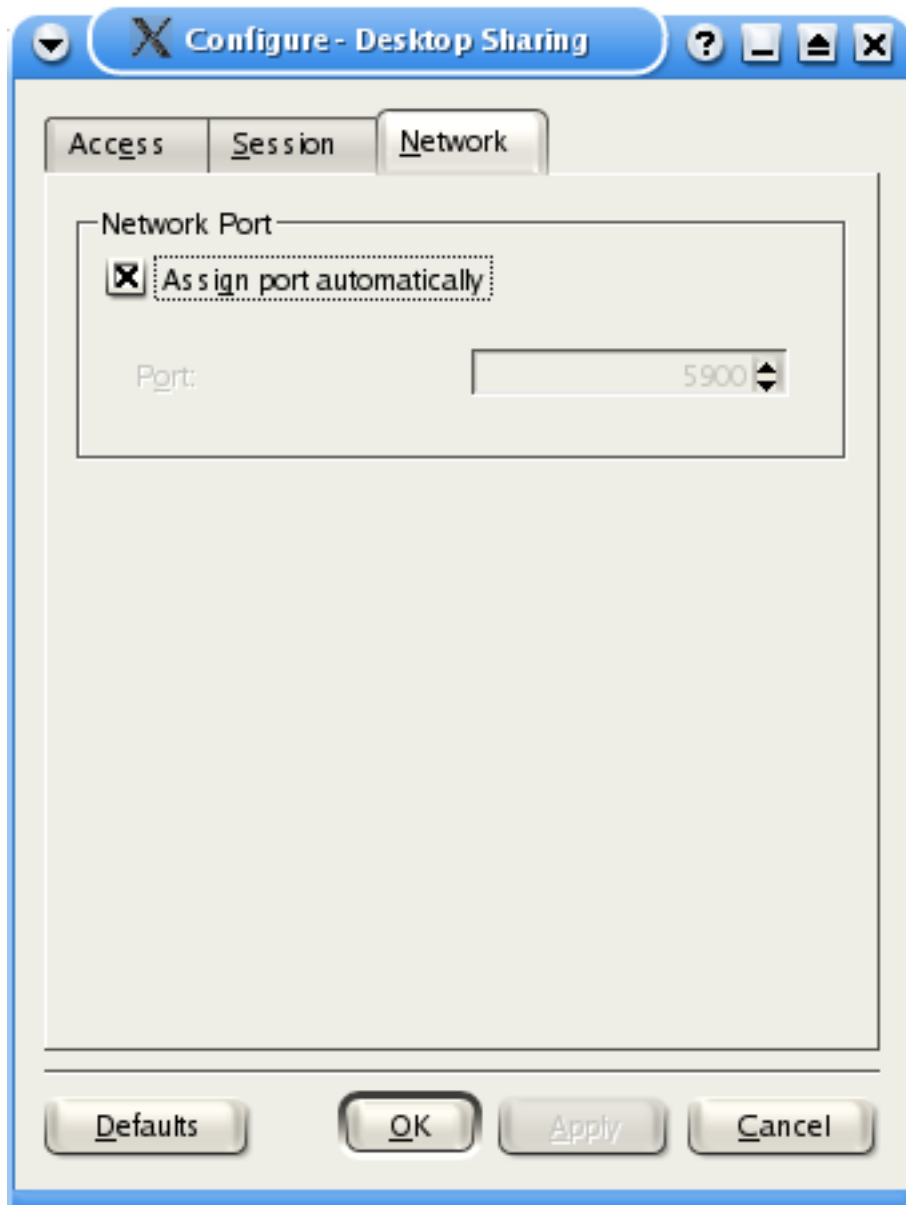 Configure - Desktop Sharing
Access Session Network
Network Port
Assign port automatically
Port: 5900
Defaults OK Apply Cancel